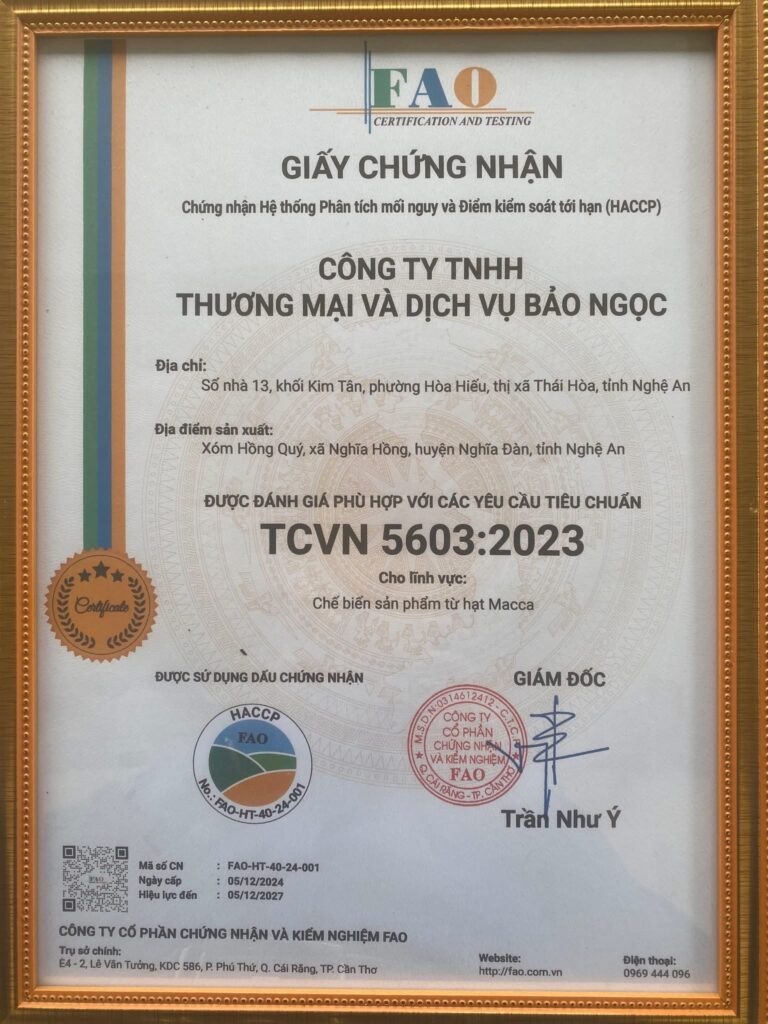 FAO
CERTIFICATION AND TESTING
GIẤY CHỨNG NHẬN
Chứng nhận Hệ thống Phân tích mối nguy và Điểm kiểm soát tới hạn (HACCP)
CÔNG TY TNHH
THƯƠNG MẠI VÀ DỊCH VỤ BẢO NGỌC
Địa chỉ:
Số nhà 13, khối Kim Tân, phường Hòa Hiếu, thị xã Thái Hòa, tỉnh Nghệ An
Địa điểm sản xuất:
Xóm Hồng Quý, xã Nghĩa Hồng, huyện Nghĩa Đàn, tỉnh Nghệ An
ĐƯỢC ĐÁNH GIÁ PHÙ HỢP VỚI CÁC YÊU CẦU TIÊU CHUẨN
TCVN 5603:2023
Cho lĩnh vực:
Chế biến sản phẩm từ hạt Macca
Certificate
ĐƯỢC SỬ DỤNG DẤU CHỨNG NHẬN
HACCP
FAO
No.: FAO-HT-40-24-001
GIÁM ĐỐC
M.S.D.N:0314612412 - C.T.C.P
CÔNG TY
CỔ PHẦN
CHỨNG NHẬN
VÀ KIỂM NGHIỆM
FAO
Q. CÁI RĂNG - TP. CẦN THƠ
Trần Như Ý
Mã số CN : FAO-HT-40-24-001
Ngày cấp : 05/12/2024
Hiệu lực đến : 05/12/2027
CÔNG TY CỔ PHẦN CHỨNG NHẬN VÀ KIỂM NGHIỆM FAO
Trụ sở chính:
E4 - 2, Lê Văn Tưởng, KDC 586, P. Phú Thứ, Q. Cái Răng, TP. Cần Thơ
Website:
http://fao.com.vn
Điện thoại:
0969 444 096